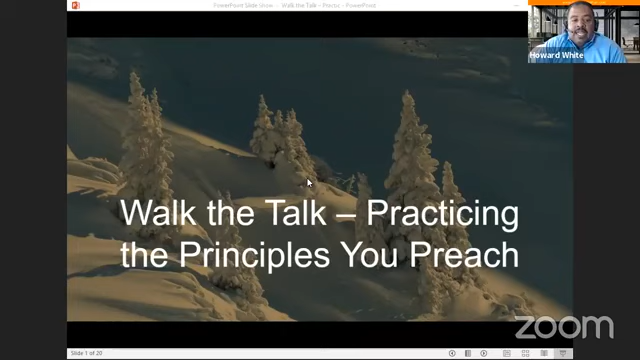 PowerPoint Slide Show - Walk the Talk - Practic - PowerPoint
Howard White
Walk the Talk – Practicing
the Principles You Preach
zoom
Slide 1 of 20